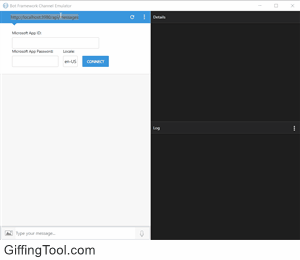 Bot Framework Channel Emulator
http://localhost:3978/api/messages
Details
Microsoft App ID:
Microsoft App Password:
Locale:
en-US
CONNECT
Log
Type your message...
GiffingTool.com